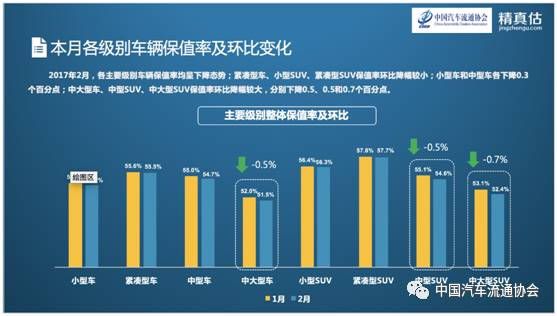 中国汽车流通协会
China Automobile Dealers Association
精真估
jingzhengu.com
本月各级别车辆保值率及环比变化
2017年2月，各主要级别车辆保值率均呈下降态势；紧凑型车、小型SUV、紧凑型SUV保值率环比降幅较小；小型车和中型车各下降0.3
个百分点；中大型车、中型SUV、中大型SUV保值率环比降幅较大，分别下降0.5、0.5和0.7个百分点。
主要级别整体保值率及环比
-0.5%
-0.5%
-0.7%
绘图区
55.6%
55.5%
55.0%
54.7%
52.0%
51.5%
56.4%
56.3%
57.8%
57.7%
55.1%
54.6%
53.1%
52.4%
小型车
紧凑型车
中型车
中大型车
小型SUV
紧凑型SUV
中型SUV
中大型SUV
1月
2月
中国汽车流通协会